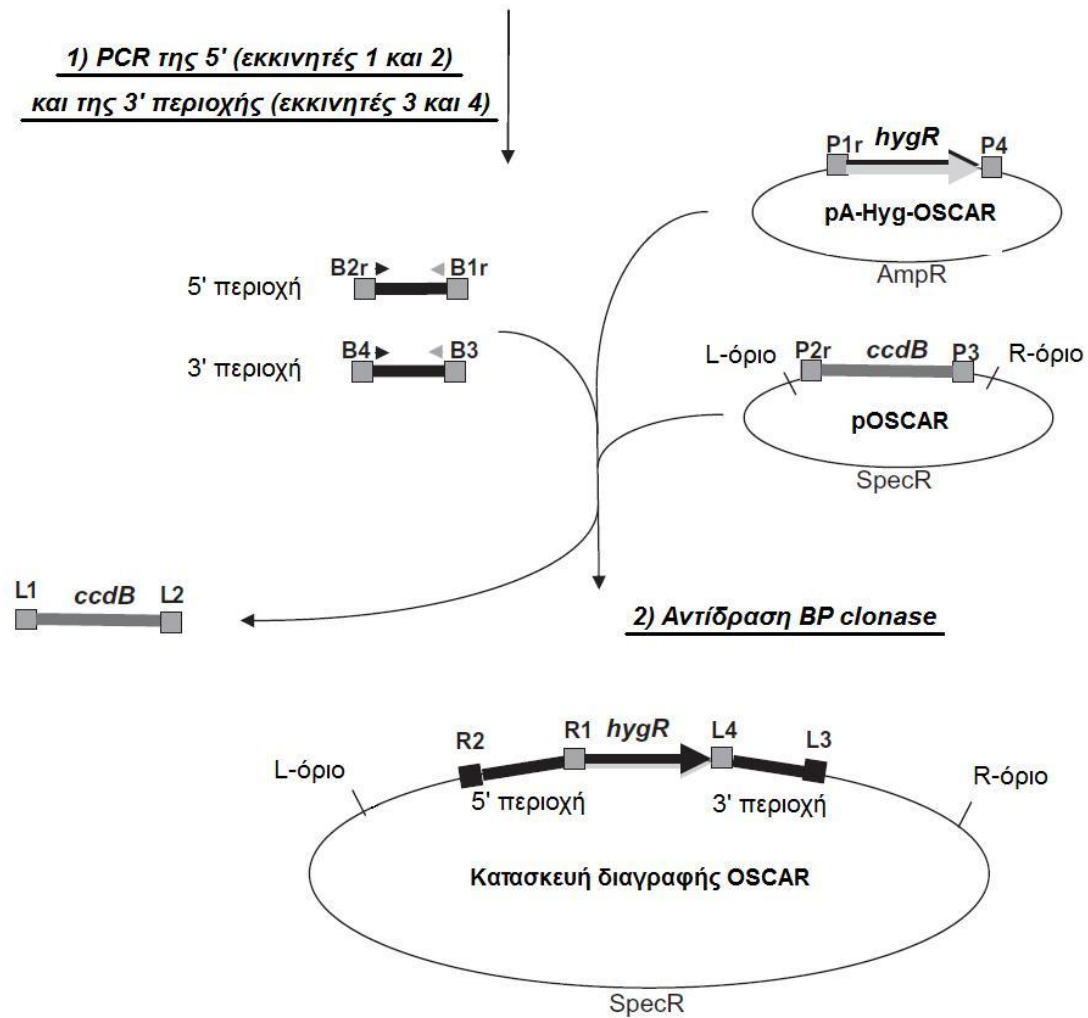 1) PCR της 5' (εκκινητές 1 και 2)
και της 3' περιοχής (εκκινητές 3 και 4)
P1r hygR P4
pA-Hyg-OSCAR
AmpR
B2r B1r
5' περιοχή
B4 B3
3' περιοχή
L-όριο P2r ccdB P3 R-όριο
pOSCAR
SpecR
L1 ccdB L2
2) Αντίδραση BP clonase
R2 R1 hygR L4 L3
L-όριο R-όριο
5' περιοχή 3' περιοχή
Κατασκευή διαγραφής OSCAR
SpecR